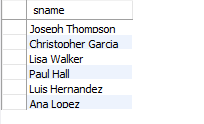 sname
Joseph Thompson
Christopher Garcia
Lisa Walker
Paul Hall
Luis Hernandez
Ana Lopez